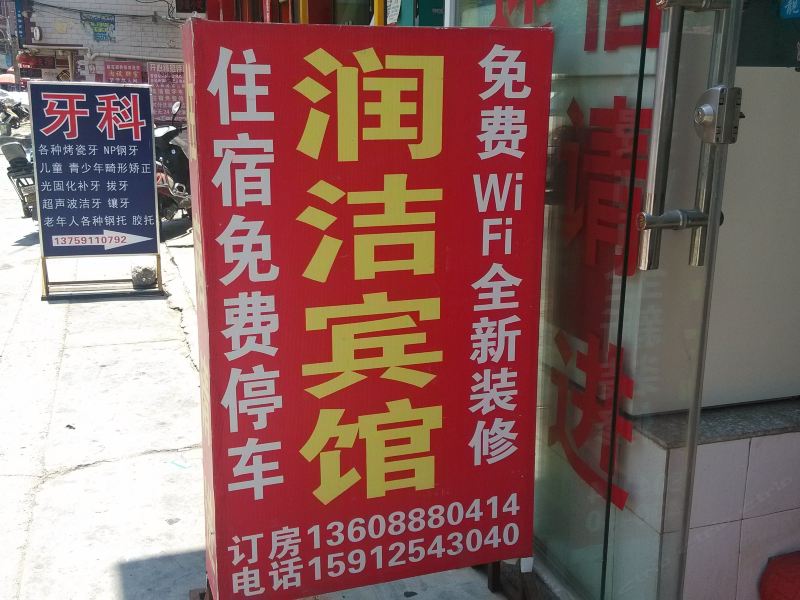 牙科
各种烤瓷牙 NP钢牙
儿童 青少年畸形矫正
光固化补牙 拔牙
超声波洁牙 镶牙
老年人各种钢托 胶托
13759110792
住宿免费停车
润洁宾馆
免费WiFi全新装修
订房13608880414
电话15912543040
请进